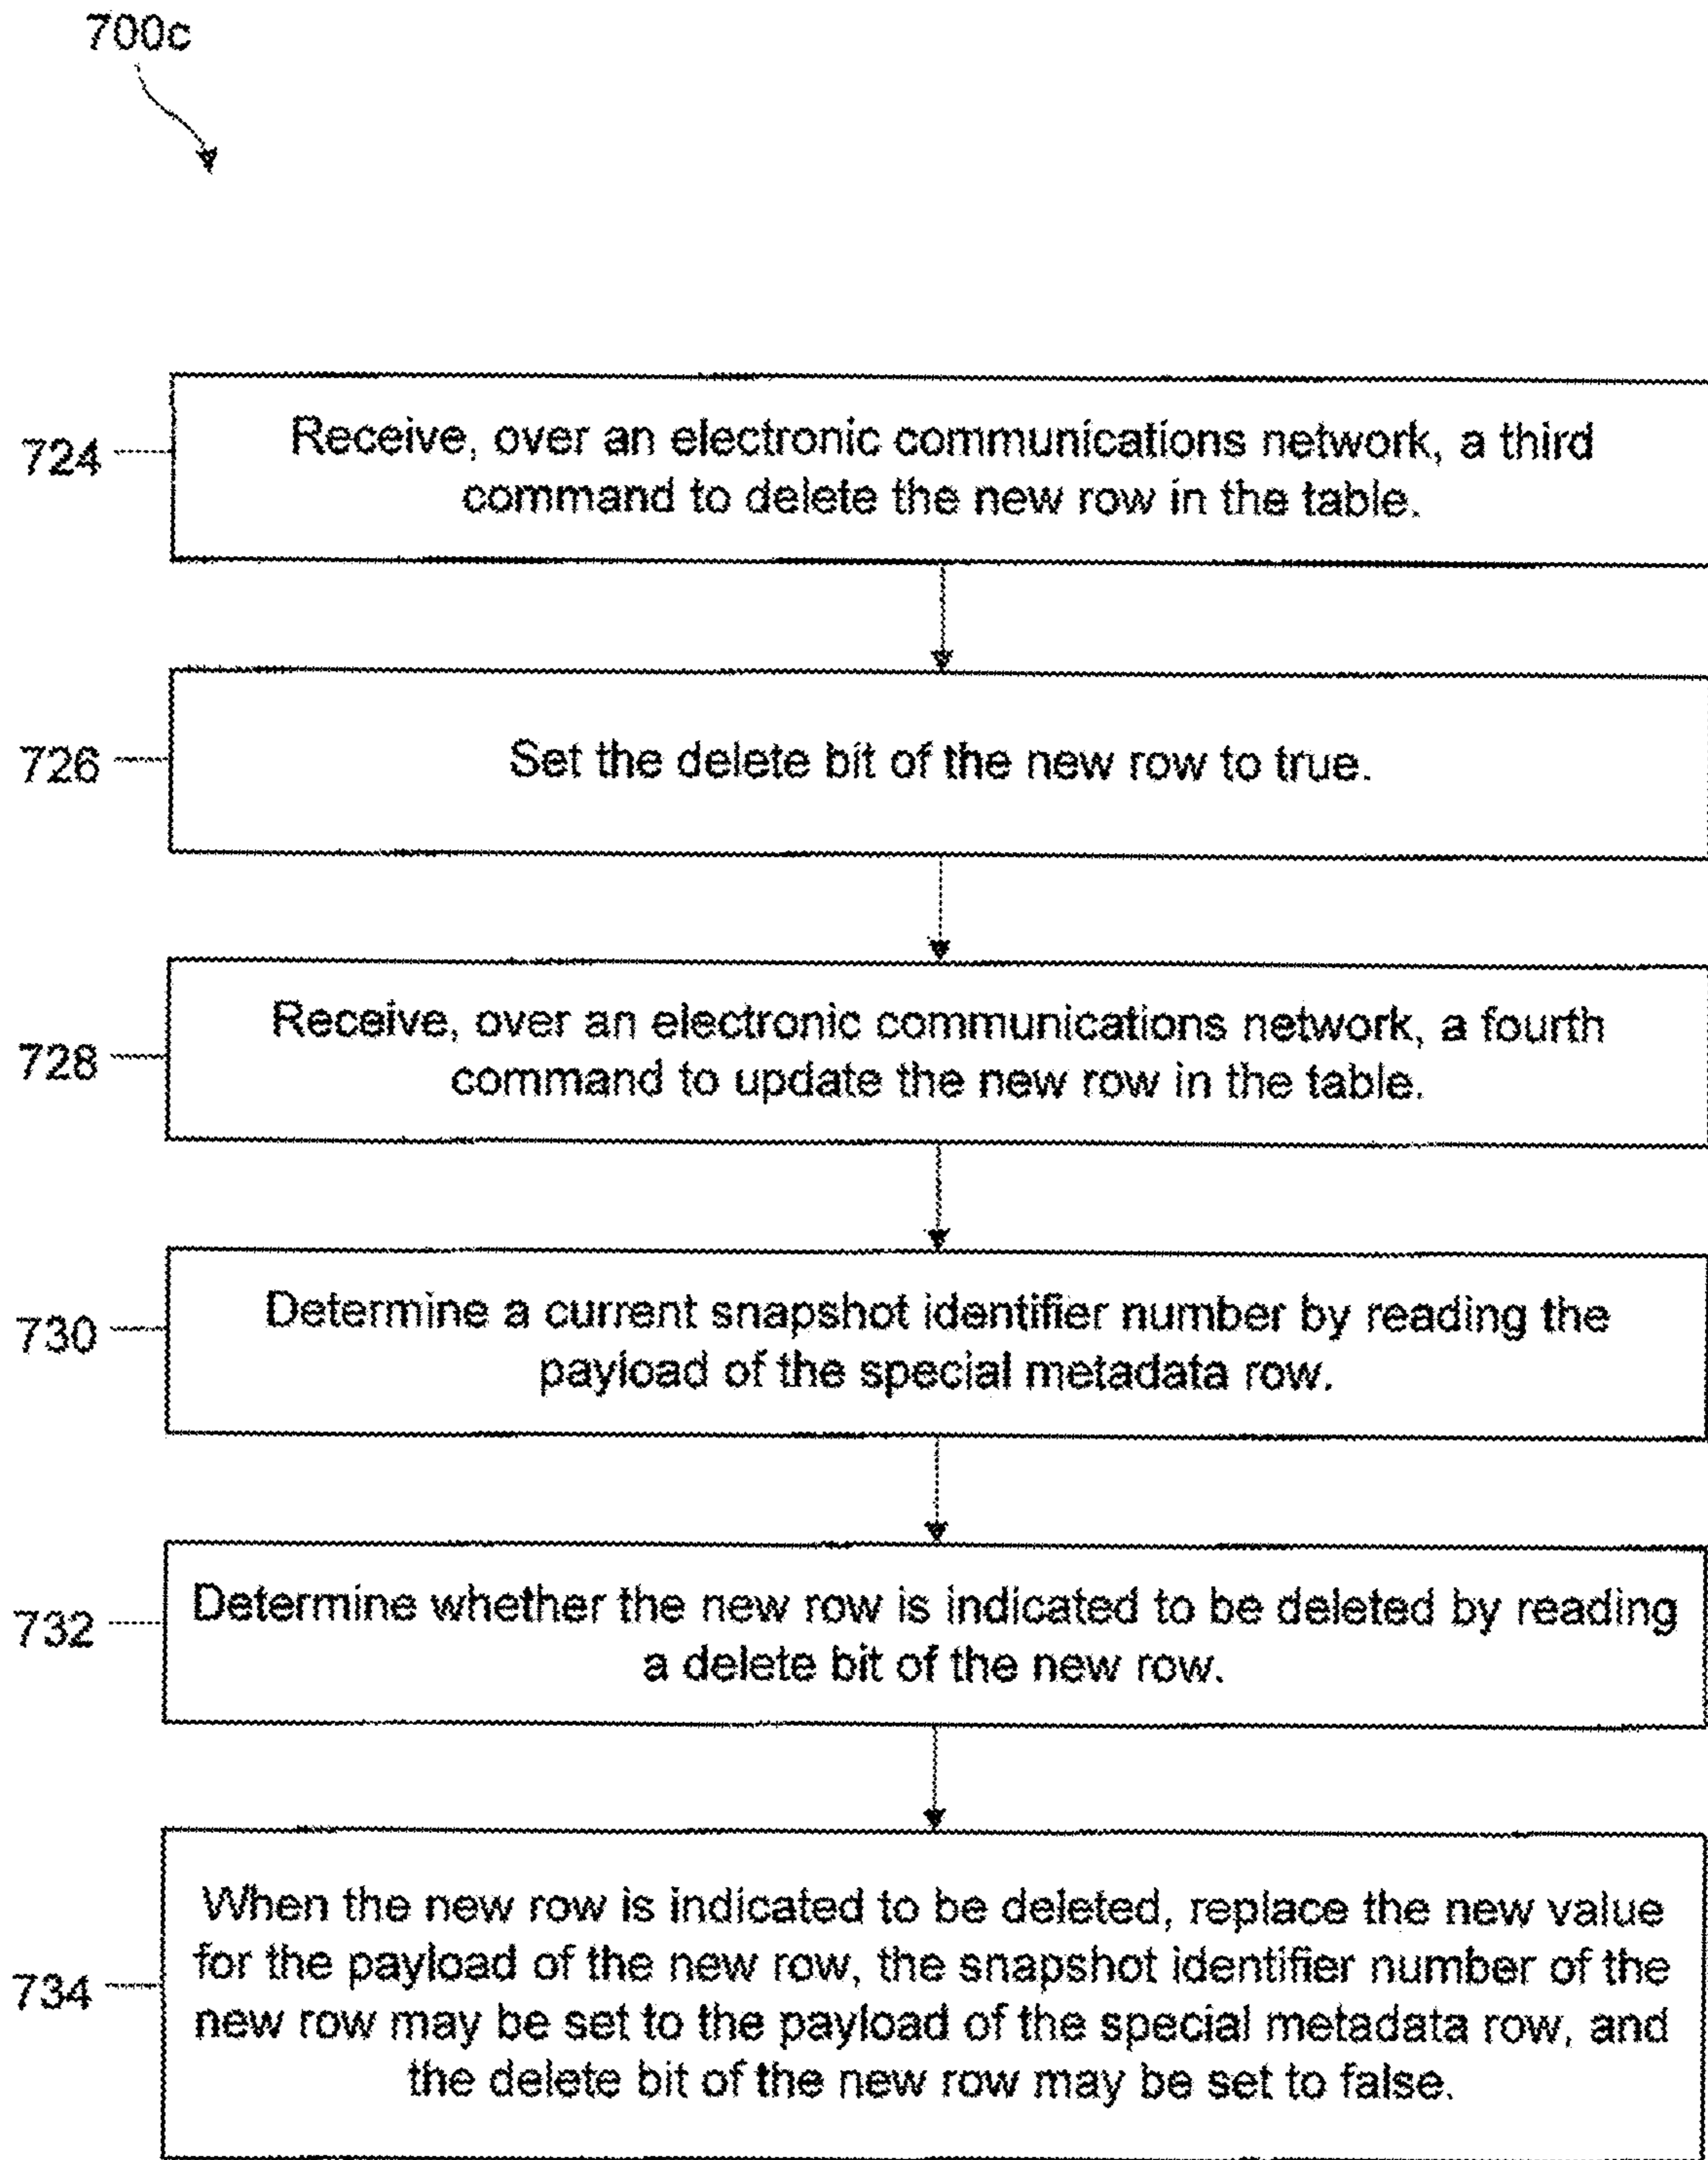 700c
724
Receive, over an electronic communications network, a third
command to delete the new row in the table.
726
Set the delete bit of the new row to true.
728
Receive, over an electronic communications network, a fourth
command to update the new row in the table.
730
Determine a current snapshot identifier number by reading the
payload of the special metadata row.
732
Determine whether the new row is indicated to be deleted by reading
a delete bit of the new row.
734
When the new row is indicated to be deleted, replace the new value
for the payload of the new row, the snapshot identifier number of the
new row may be set to the payload of the special metadata row, and
the delete bit of the new row may be set to false.